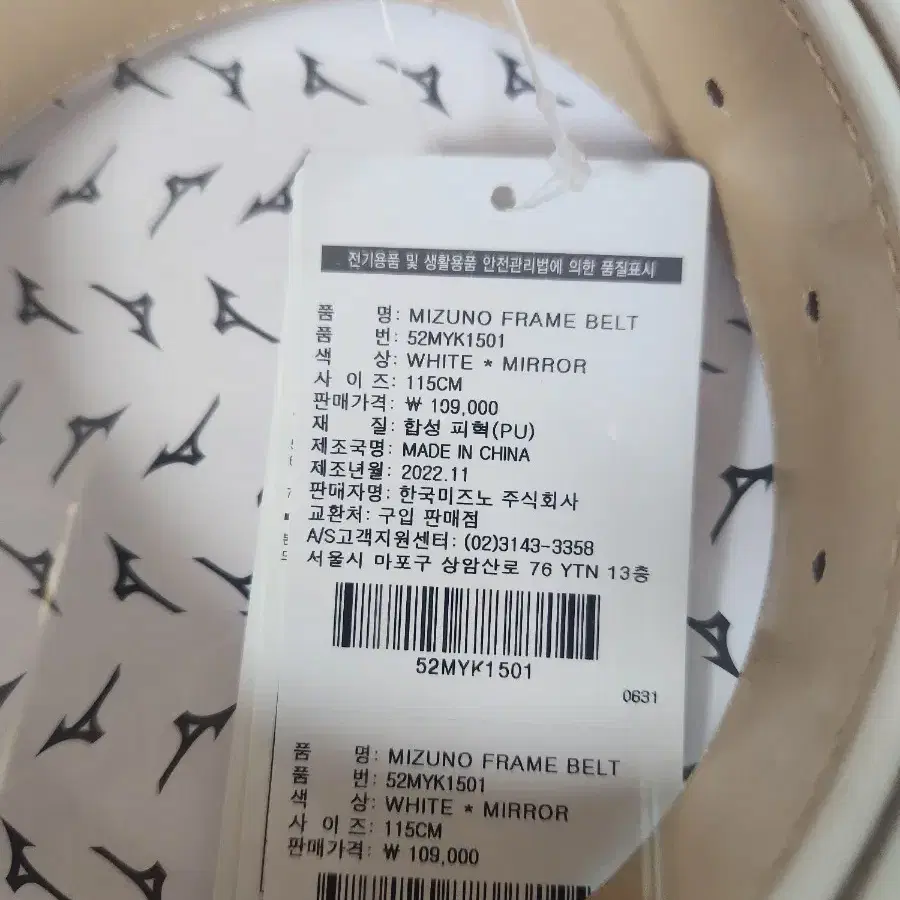 전기용품 및 생활용품 안전관리법에 의한 품질표시
품 명: MIZUNO FRAME BELT
품 번: 52MYK1501
색 상: WHITE * MIRROR
사 이 즈: 115CM
판매가격: ₩ 109,000
재 질: 합성 피혁(PU)
제조국명: MADE IN CHINA
제조년월: 2022.11
판매자명: 한국미즈노 주식회사
교환처: 구입 판매점
A/S고객지원센터: (02)3143-3358
서울시 마포구 상암산로 76 YTN 13층
52MYK1501
0631
품 명: MIZUNO FRAME BELT
품 번: 52MYK1501
색 상: WHITE * MIRROR
사 이 즈: 115CM
판매가격: ₩ 109,000